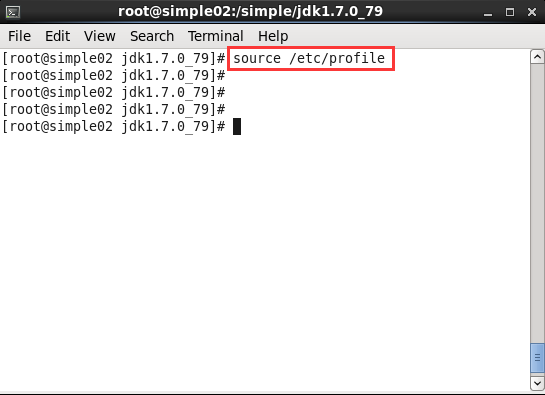 root@simple02:/simple/jdk1.7.0_79
File Edit View Search Terminal Help
[root@simple02 jdk1.7.0_79]# source /etc/profile
[root@simple02 jdk1.7.0_79]#
[root@simple02 jdk1.7.0_79]#
[root@simple02 jdk1.7.0_79]#
[root@simple02 jdk1.7.0_79]#